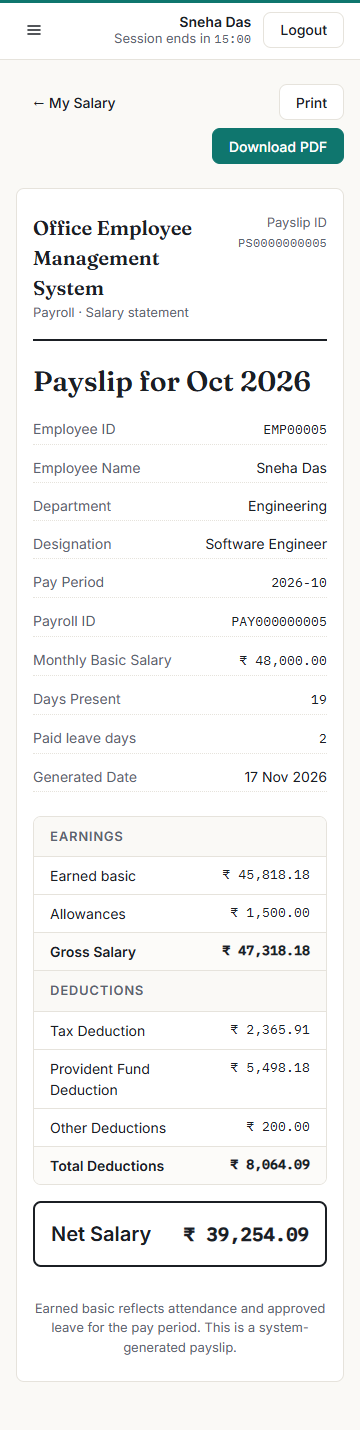 Sneha Das
Session ends in 15:00
Logout
← My Salary
Print
Download PDF
Office Employee
Management
System
Payroll · Salary statement
Payslip ID
PS0000000005
Payslip for Oct 2026
Employee ID EMP00005
Employee Name Sneha Das
Department Engineering
Designation Software Engineer
Pay Period 2026-10
Payroll ID PAY000000005
Monthly Basic Salary ₹ 48,000.00
Days Present 19
Paid leave days 2
Generated Date 17 Nov 2026
EARNINGS
Earned basic ₹ 45,818.18
Allowances ₹ 1,500.00
Gross Salary ₹ 47,318.18
DEDUCTIONS
Tax Deduction ₹ 2,365.91
Provident Fund ₹ 5,498.18
Deduction
Other Deductions ₹ 200.00
Total Deductions ₹ 8,064.09
Net Salary ₹ 39,254.09
Earned basic reflects attendance and approved
leave for the pay period. This is a system-
generated payslip.